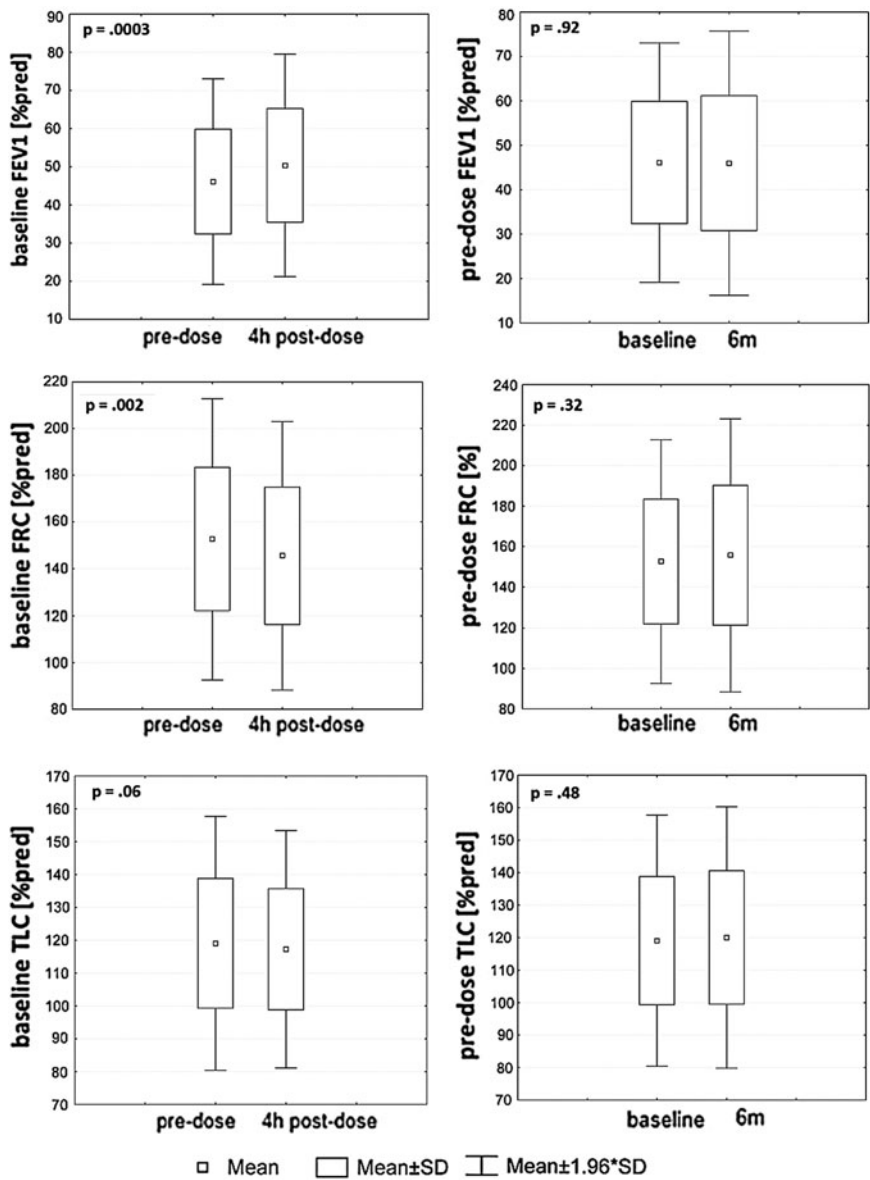 p = .0003
baseline FEV1 [%pred]
90
80
70
60
50
40
30
20
10
pre-dose 4h post-dose
p = .92
pre-dose FEV1 [%pred]
80
70
60
50
40
30
20
10
baseline 6m
p = .002
baseline FRC [%pred]
220
200
180
160
140
120
100
80
pre-dose 4h post-dose
p = .32
pre-dose FRC [%]
240
220
200
180
160
140
120
100
80
baseline 6m
p = .06
baseline TLC [%pred]
170
160
150
140
130
120
110
100
90
80
70
pre-dose 4h post-dose
p = .48
pre-dose TLC [%pred]
170
160
150
140
130
120
110
100
90
80
70
baseline 6m
Mean Mean±SD Mean±1.96*SD